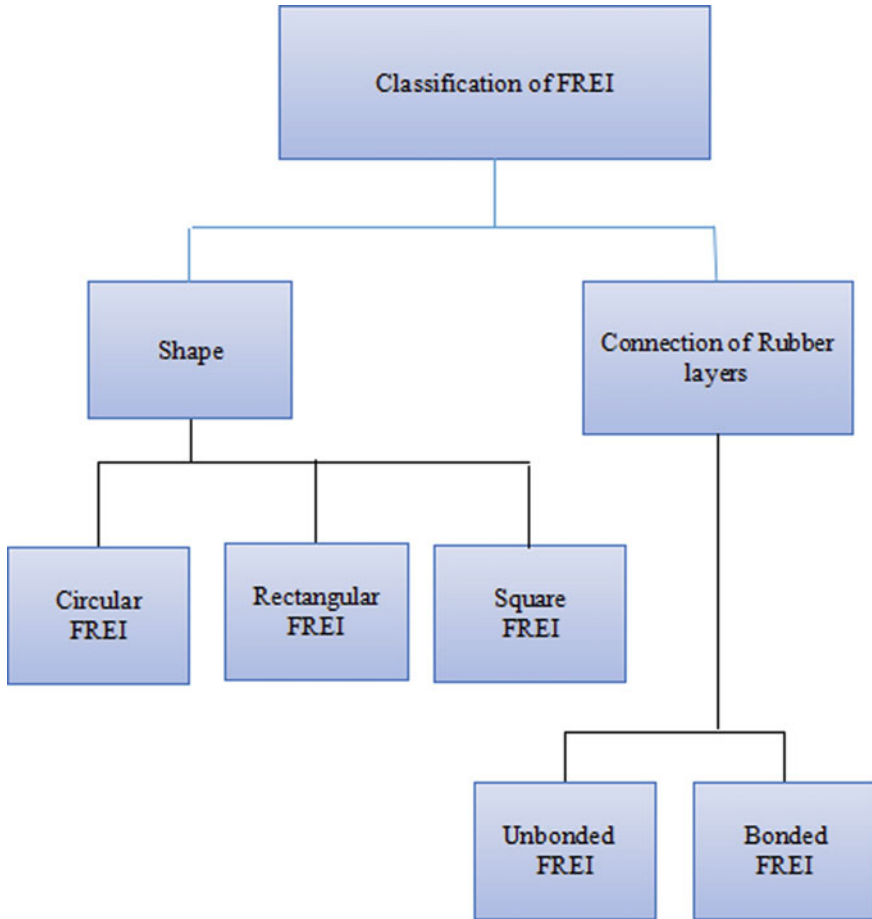 Classification of FREI
Shape
Connection of Rubber
layers
Circular
FREI
Rectangular
FREI
Square
FREI
Unbonded
FREI
Bonded
FREI